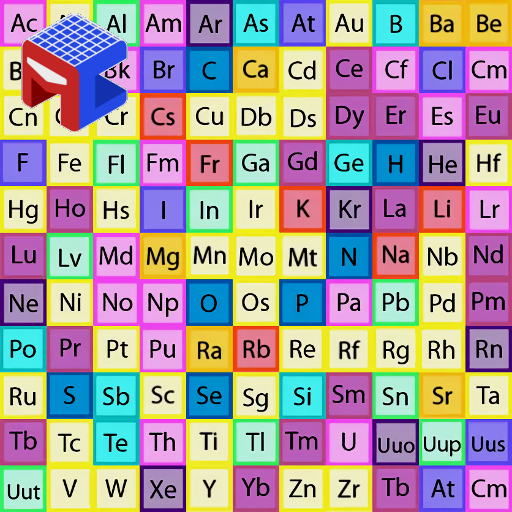 Ac Al Am Ar As At Au B Ba Be
Bk Br C Ca Cd Ce Cf Cl Cm
Cn Cr Cs Cu Db Ds Dy Er Es Eu
F Fe Fl Fm Fr Ga Gd Ge H He Hf
Hg Ho Hs I In Ir K Kr La Li Lr
Lu Lv Md Mg Mn Mo Mt N Na Nb Nd
Ne Ni No Np O Os P Pa Pb Pd Pm
Po Pr Pt Pu Ra Rb Re Rf Rg Rh Rn
Ru S Sb Sc Se Sg Si Sm Sn Sr Ta
Tb Tc Te Th Ti Tl Tm U Uuo Uup Uus
Uut V W Xe Y Yb Zn Zr Tb At Cm